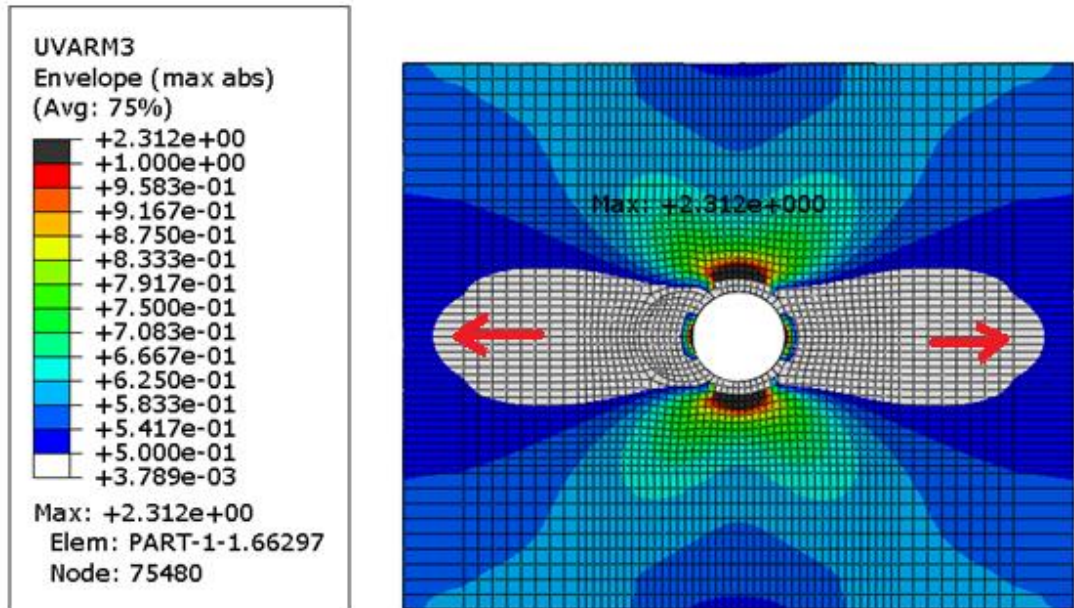 UVARM3
Envelope (max abs)
(Avg: 75%)
+2.312e+00
+1.000e+00
+9.583e-01
+9.167e-01
+8.750e-01
+8.333e-01
+7.917e-01
+7.500e-01
+7.083e-01
+6.667e-01
+6.250e-01
+5.833e-01
+5.417e-01
+5.000e-01
+3.789e-03
Max: +2.312e+00
Elem: PART-1-1.66297
Node: 75480
Max: +2.312e+000